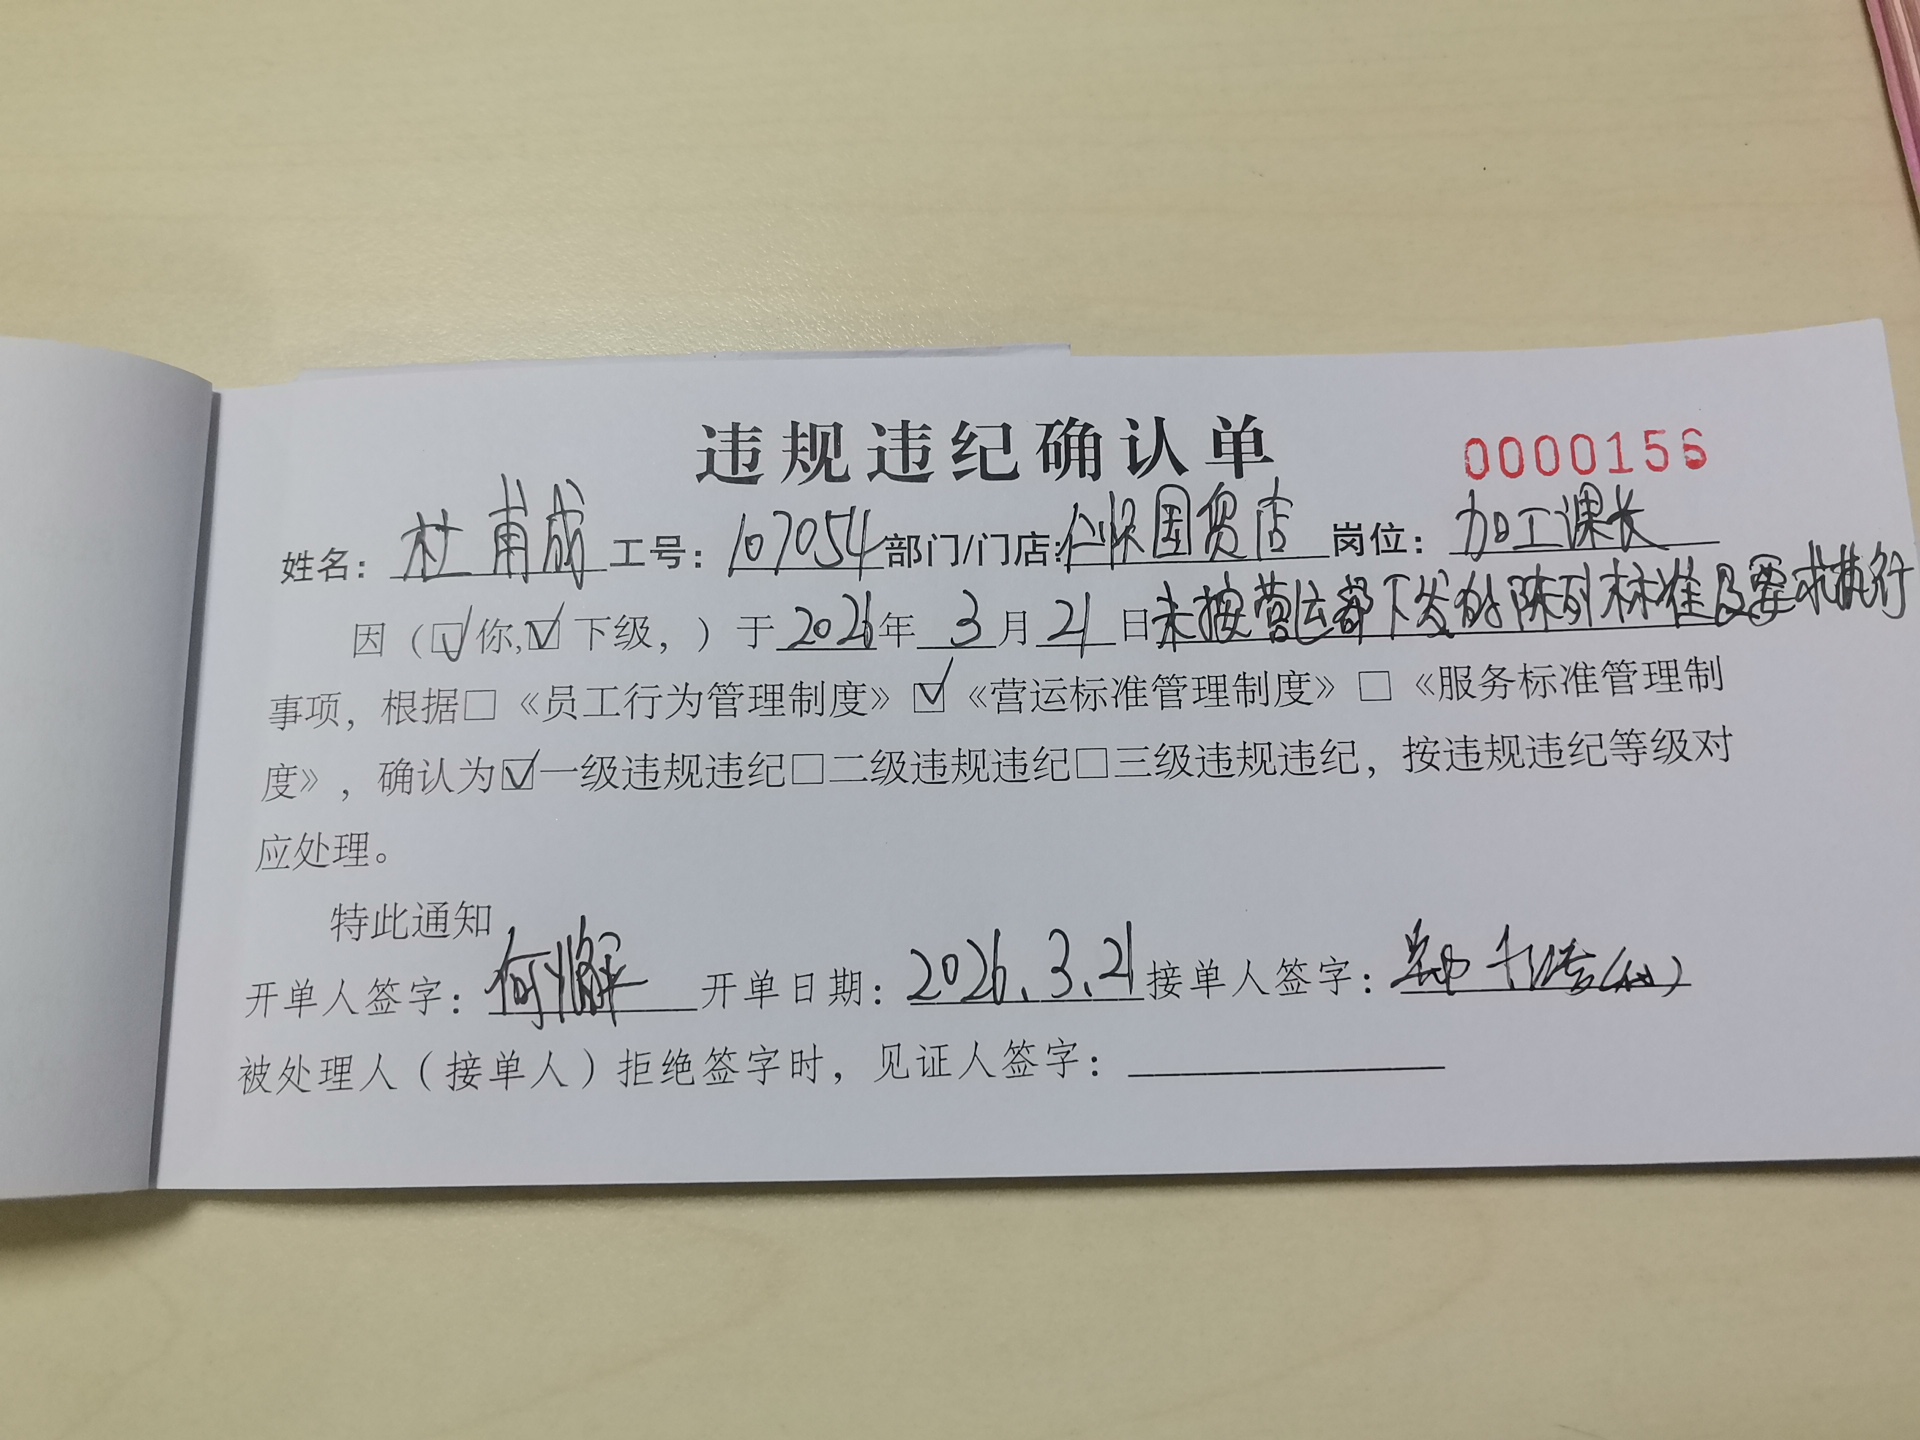 违规违纪确认单 0000156
姓名：杜甫成 工号：107054 部门/门店：仁怀国贸店 岗位：加工课长
因（☑你,☑下级，）于2026年3月21日未按营运部下发的陈列标准及要求执行
事项，根据□《员工行为管理制度》☑《营运标准管理制度》□《服务标准管理制
度》，确认为☑一级违规违纪□二级违规违纪□三级违规违纪，按违规违纪等级对
应处理。
特此通知
开单人签字：何 开单日期：2026.3.21 接单人签字：
被处理人（接单人）拒绝签字时，见证人签字：